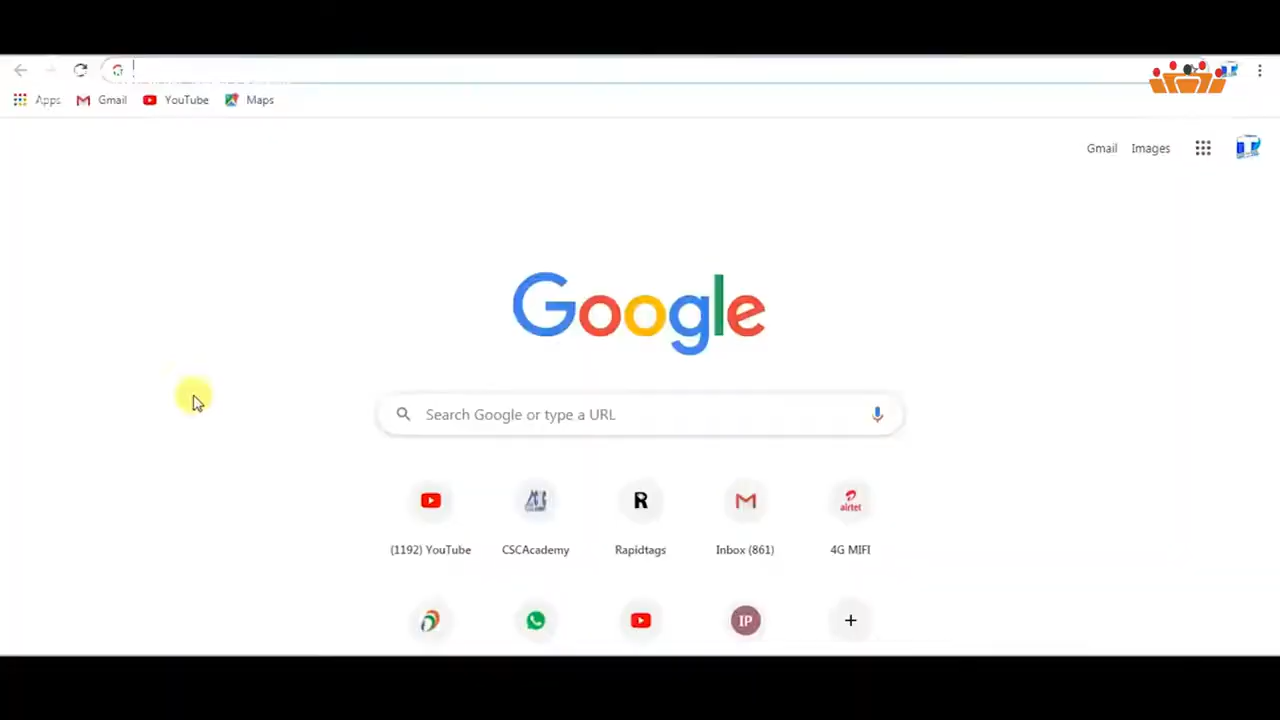 Apps Gmail YouTube Maps
Gmail Images
Google
Search Google or type a URL
R
airtel
(1192) YouTube CSCAcademy Rapidtags Inbox (861) 4G MIFI
IP